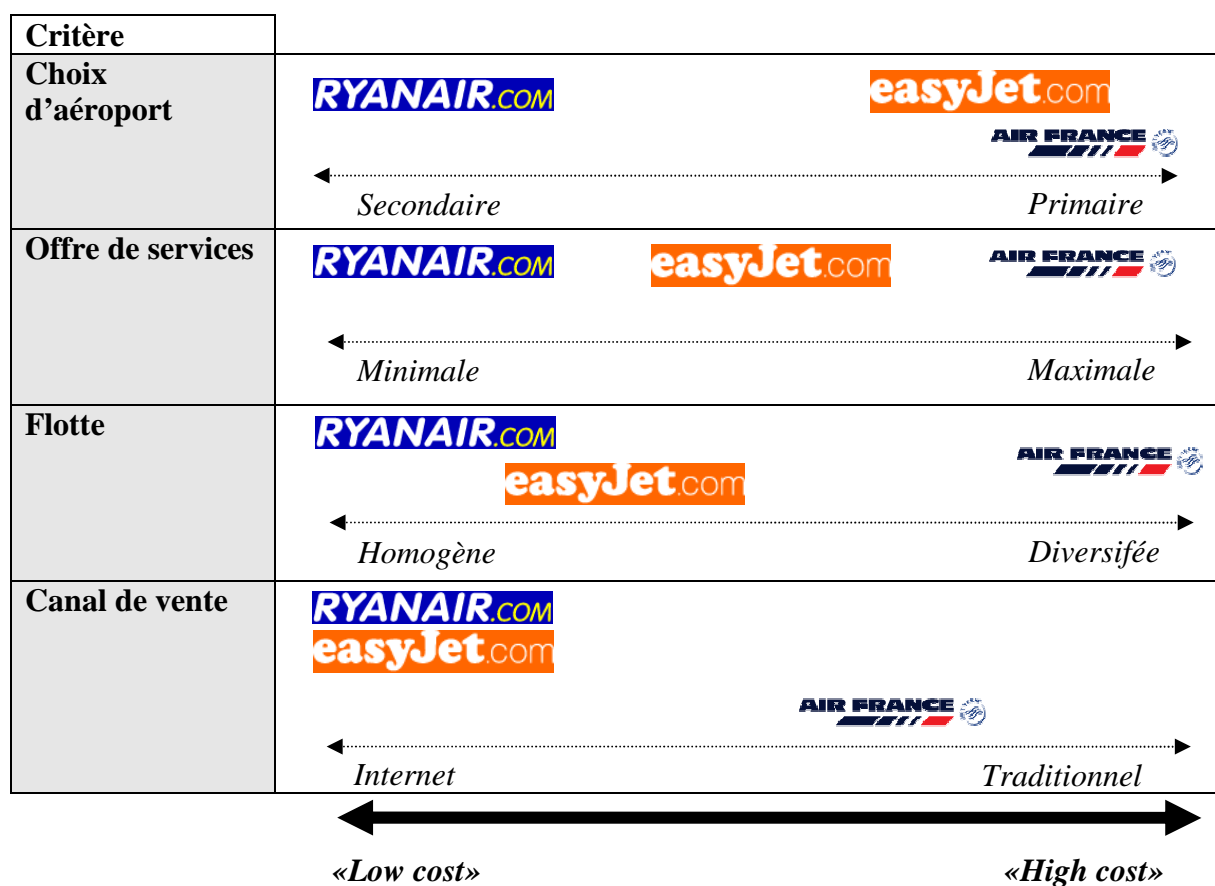 Critère
Choix
d'aéroport
RYANAIR.COM
easyJet.com
AIR FRANCE
Secondaire
Primaire
Offre de services
RYANAIR.COM
easyJet.com
AIR FRANCE
Minimale
Maximale
Flotte
RYANAIR.COM
easyJet.com
AIR FRANCE
Homogène
Diversifée
Canal de vente
RYANAIR.COM
easyJet.com
AIR FRANCE
Internet
Traditionnel
«Low cost»
«High cost»